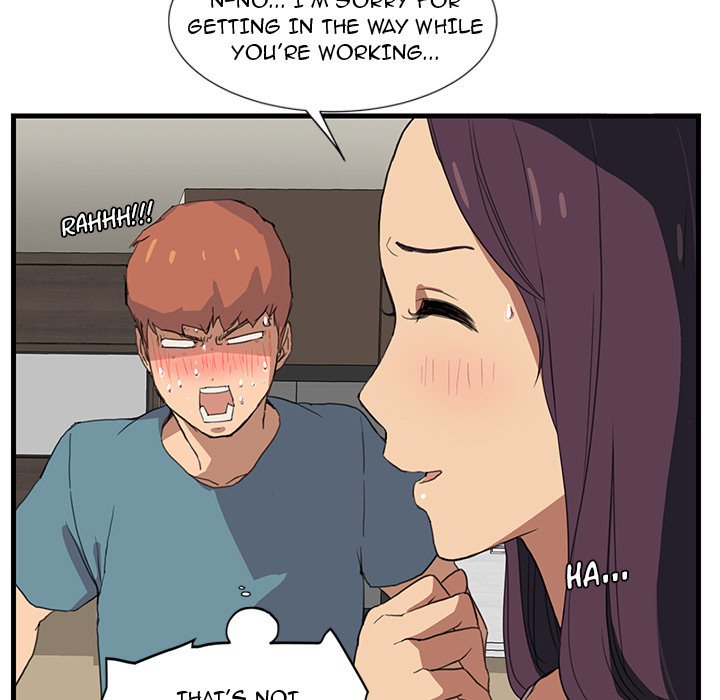 N-NO... I'M SORRY FOR
GETTING IN THE WAY WHILE
YOU'RE WORKING...
RAHHH!!!
HA...
THAT'S NOT